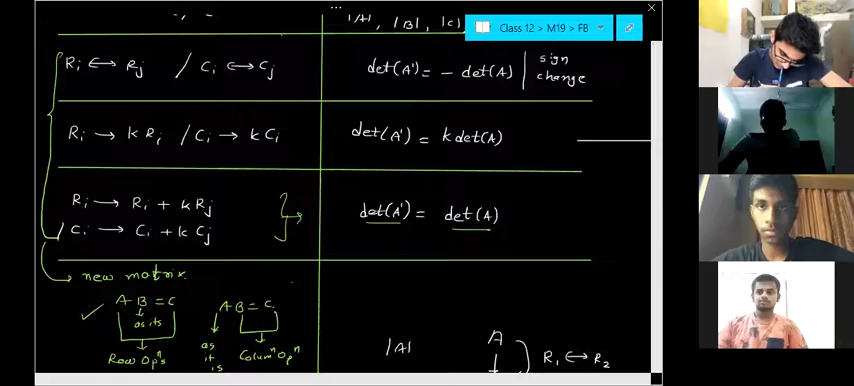 |A|, |B|, |C|
Class 12 > M19 > FB
Ri ↔ Rj / Ci ↔ Cj
det(A') = - det(A) | sign change
Ri → k Ri / Ci → k Ci
det(A') = k det(A)
Ri → Ri + k Rj
Ci → Ci + k Cj
det(A') = det(A)
new matrix.
A B = C
as its
Row Opⁿs
A B = C
as it is
Columⁿ Opⁿ
|A|
A
R₁ ↔ R₂